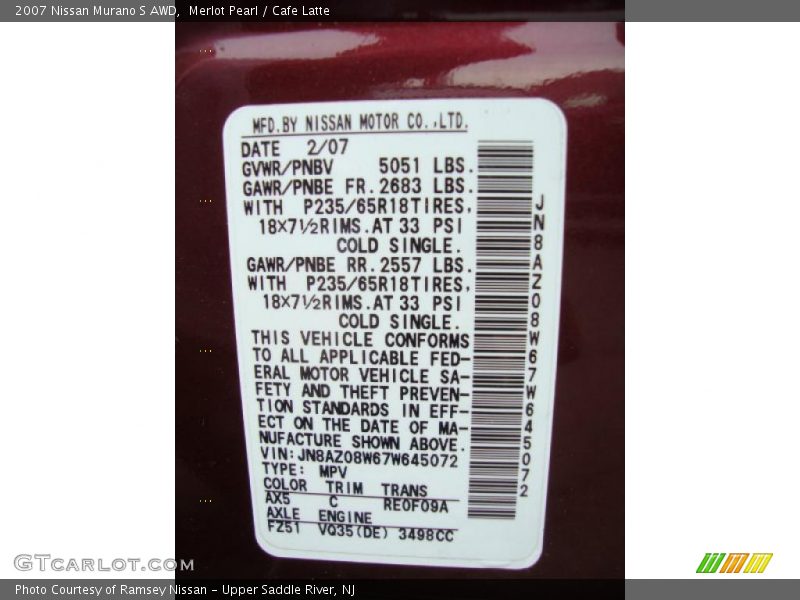 2007 Nissan Murano S AWD, Merlot Pearl / Cafe Latte
MFD.BY NISSAN MOTOR CO.,LTD.
DATE 2/07
GVWR/PNBV 5051 LBS.
GAWR/PNBE FR.2683 LBS.
WITH P235/65R18TIRES,
18×7½RIMS.AT 33 PSI
COLD SINGLE.
GAWR/PNBE RR.2557 LBS.
WITH P235/65R18TIRES,
18×7½RIMS.AT 33 PSI
COLD SINGLE.
THIS VEHICLE CONFORMS
TO ALL APPLICABLE FED-
ERAL MOTOR VEHICLE SA-
FETY AND THEFT PREVEN-
TION STANDARDS IN EFF-
ECT ON THE DATE OF MA-
NUFACTURE SHOWN ABOVE.
VIN:JN8AZ08W67W645072
TYPE: MPV
COLOR TRIM TRANS
AX5 C RE0F09A
AXLE ENGINE
FZ51 VQ35(DE) 3498CC
JN8AZ08W67W645072
GTCarLot.com
Photo Courtesy of Ramsey Nissan - Upper Saddle River, NJ